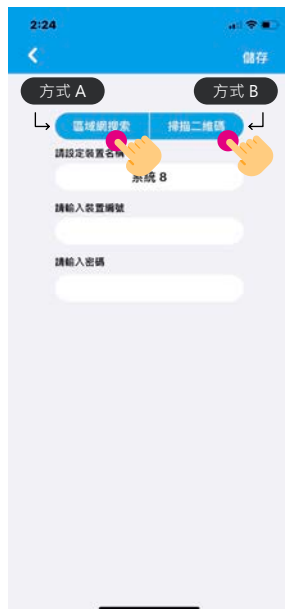 2:24
儲存
方式 A
方式 B
區域網搜索
掃描二維碼
請設定裝置名稱
系統 8
請輸入裝置編號
請輸入密碼